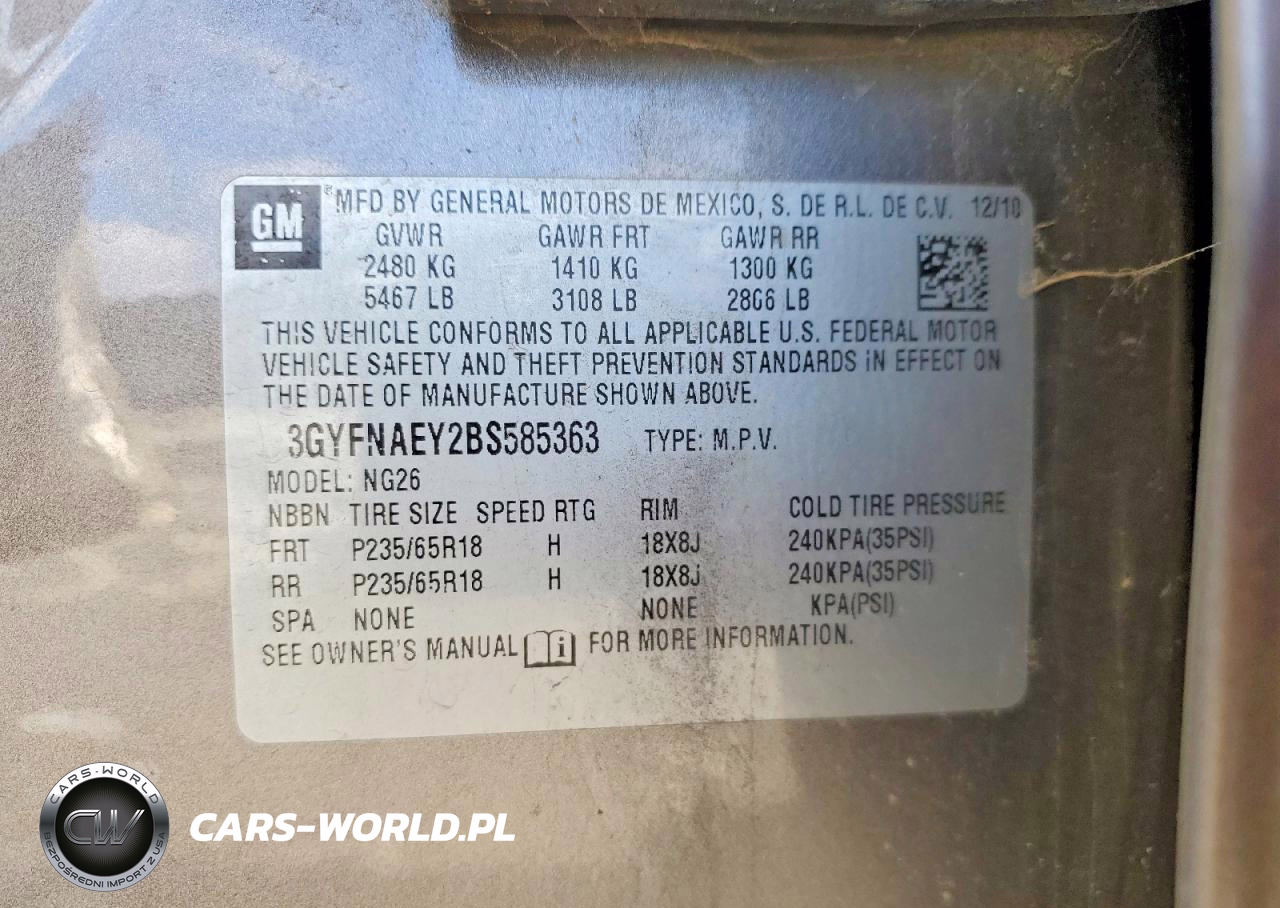 GM
® MFD BY GENERAL MOTORS DE MEXICO, S. DE R.L. DE C.V. 12/10
GVWR GAWR FRT GAWR RR
2480 KG 1410 KG 1300 KG
5467 LB 3108 LB 2866 LB
THIS VEHICLE CONFORMS TO ALL APPLICABLE U.S. FEDERAL MOTOR
VEHICLE SAFETY AND THEFT PREVENTION STANDARDS IN EFFECT ON
THE DATE OF MANUFACTURE SHOWN ABOVE.
3GYFNAEY2BS585363 TYPE: M.P.V.
MODEL: NG26
NBBN TIRE SIZE SPEED RTG RIM COLD TIRE PRESSURE
FRT P235/65R18 H 18X8J 240KPA(35PSI)
RR P235/65R18 H 18X8J 240KPA(35PSI)
SPA NONE NONE KPA(PSI)
SEE OWNER'S MANUAL i FOR MORE INFORMATION.
CARS-WORLD
CW
BEZPOŚREDNI IMPORT Z USA
CARS-WORLD.PL